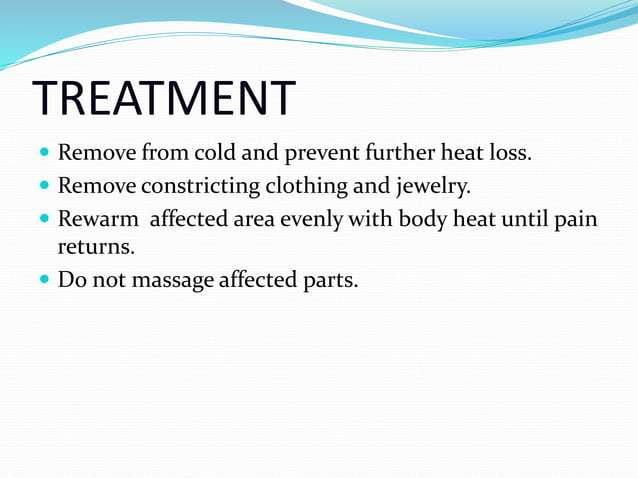 TREATMENT
Remove from cold and prevent further heat loss.
Remove constricting clothing and jewelry.
Rewarm  affected area evenly with body heat until pain
returns.
Do not massage affected parts.